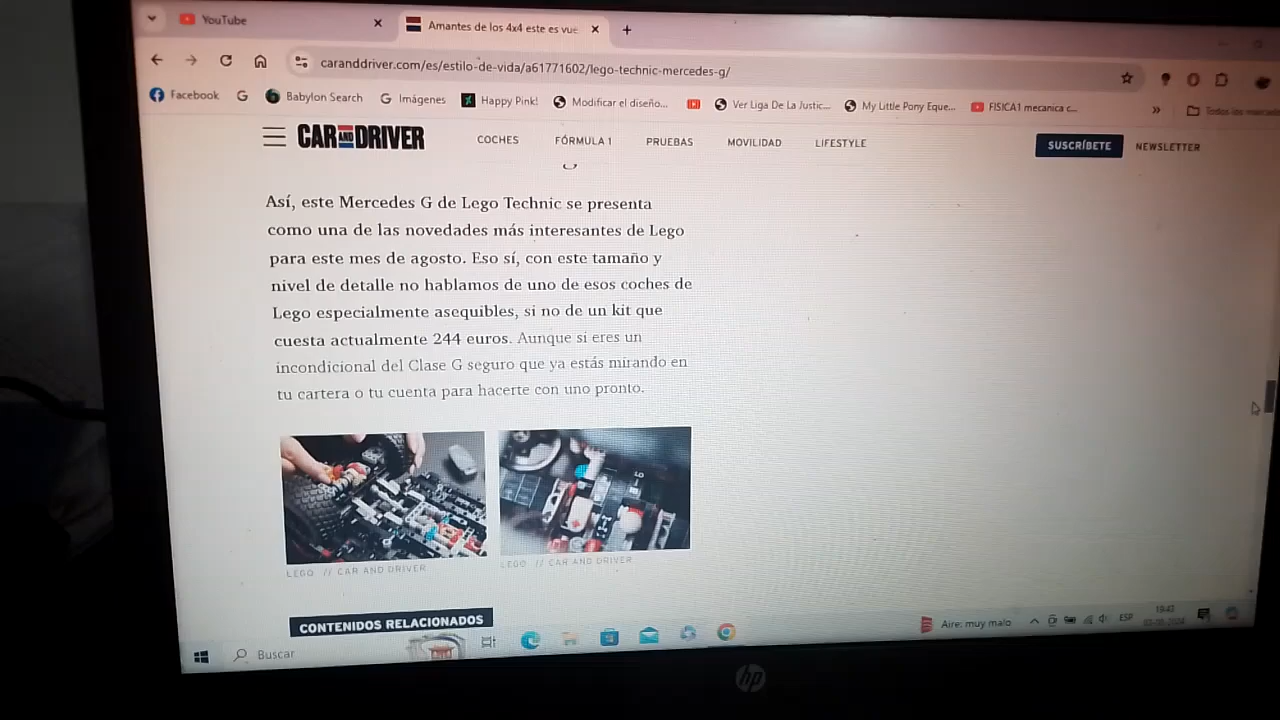 YouTube
Amantes de los 4x4 este es vue
caranddriver.com/es/estilo-de-vida/a61771602/lego-technic-mercedes-g/
Facebook G Babylon Search Imágenes Happy Pink! Modificar el diseño... Ver Liga De La Justic... My Little Pony Eque... FISICA1 mecanica c... » Todos los marcad
CAR AND DRIVER COCHES FÓRMULA 1 PRUEBAS MOVILIDAD LIFESTYLE SUSCRÍBETE NEWSLETTER
Así, este Mercedes G de Lego Technic se presenta
como una de las novedades más interesantes de Lego
para este mes de agosto. Eso sí, con este tamaño y
nivel de detalle no hablamos de uno de esos coches de
Lego especialmente asequibles, si no de un kit que
cuesta actualmente 244 euros. Aunque si eres un
incondicional del Clase G seguro que ya estás mirando en
tu cartera o tu cuenta para hacerte con uno pronto.
LEGO // CAR AND DRIVER
LEGO // CAR AND DRIVER
CONTENIDOS RELACIONADOS
Buscar
Aire: muy malo
ESP
19:43
hp